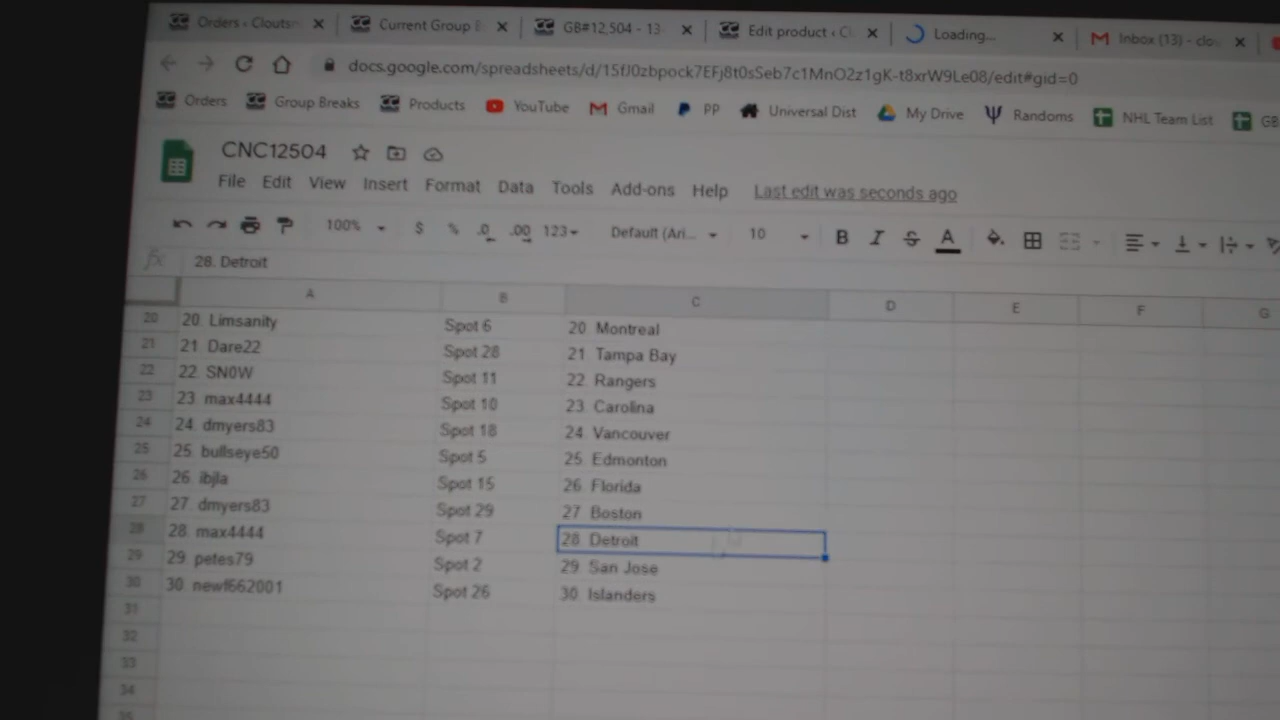 Orders ‹ Clouts
Current Group
GB#12,504 - 13
Edit product ‹ Cl
Loading...
Inbox (13) - clo
docs.google.com/spreadsheets/d/15fJ0zbpock7EFj8t0sSeb7c1MnO2z1gK-t8xrW9Le08/edit#gid=0
Orders
Group Breaks
Products
YouTube
Gmail
PP
Universal Dist
My Drive
Randoms
NHL Team List
GB
CNC12504
File Edit View Insert Format Data Tools Add-ons Help Last edit was seconds ago
100% $ % .0 .00 123 Default (Ari... 10 B I S A
fx 28. Detroit
A B C D E F G
20 20. Limsanity Spot 6 20. Montreal
21 21. Dare22 Spot 28 21. Tampa Bay
22 22. SN0W Spot 11 22. Rangers
23 23. max4444 Spot 10 23. Carolina
24 24. dmyers83 Spot 18 24. Vancouver
25 25. bullseye50 Spot 5 25. Edmonton
26 26. ibjla Spot 15 26. Florida
27 27. dmyers83 Spot 29 27. Boston
28 28. max4444 Spot 7 28. Detroit
29 29. petes79 Spot 2 29. San Jose
30 30. newf662001 Spot 26 30. Islanders
31
32
33
34
35